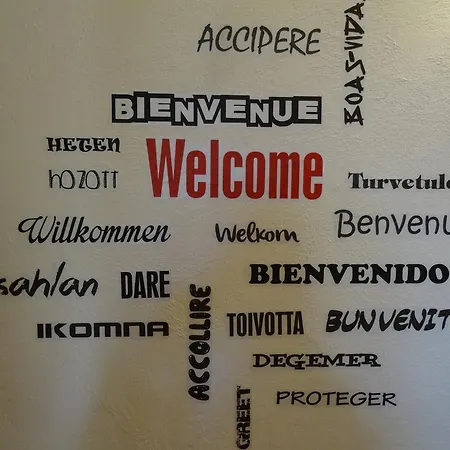 ACCIPERE
BOAS-VIDA
BIENVENUE
HETEN
Welcome
hOZOTT
Turvetul
Willkommen
Welkom
Benvenu
sahlan
DARE
BIENVENIDO
ACCOLLIRE
IKOMNA
TOIVOTTA
BUNVENIT
DEGEMER
GREET
PROTEGER